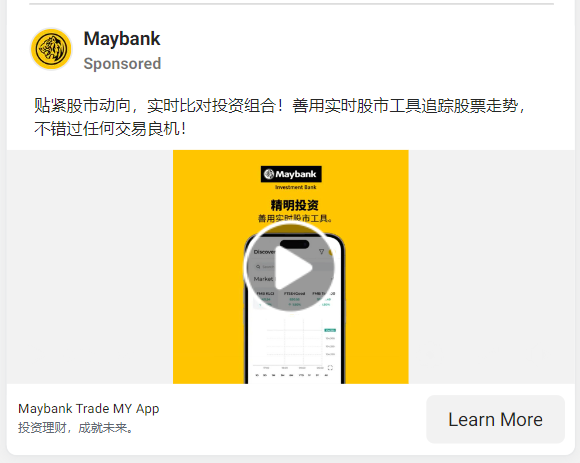 Maybank
Sponsored
贴紧股市动向，实时比对投资组合！善用实时股市工具追踪股票走势，
不错过任何交易良机！
Maybank
Investment Bank
精明投资
善用实时股市工具。
Discover
Market
Maybank Trade MY App
投资理财，成就未来。
Learn More